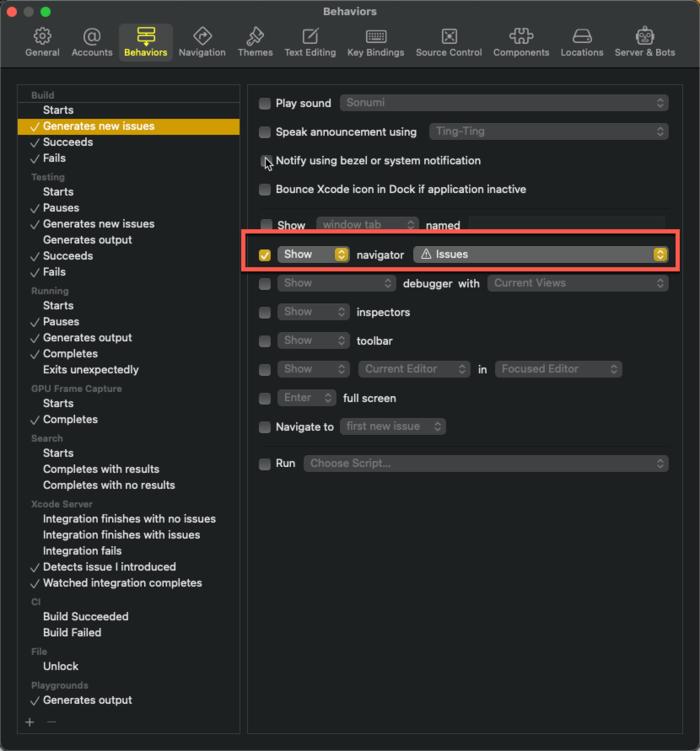 Behaviors
General Accounts Behaviors Navigation Themes Text Editing Key Bindings Source Control Components Locations Server & Bots
Build
Starts
Generates new issues
Succeeds
Fails
Testing
Starts
Pauses
Generates new issues
Generates output
Succeeds
Fails
Running
Starts
Pauses
Generates output
Completes
Exits unexpectedly
GPU Frame Capture
Starts
Completes
Search
Starts
Completes with results
Completes with no results
Xcode Server
Integration finishes with no issues
Integration finishes with issues
Integration fails
Detects issue I introduced
Watched integration completes
CI
Build Succeeded
Build Failed
File
Unlock
Playgrounds
Generates output
Play sound Sonumi
Speak announcement using Ting-Ting
Notify using bezel or system notification
Bounce Xcode icon in Dock if application inactive
Show window tab named
Show navigator Issues
Show debugger with Current Views
Show inspectors
Show toolbar
Show Current Editor in Focused Editor
Enter full screen
Navigate to first new issue
Run Choose Script...